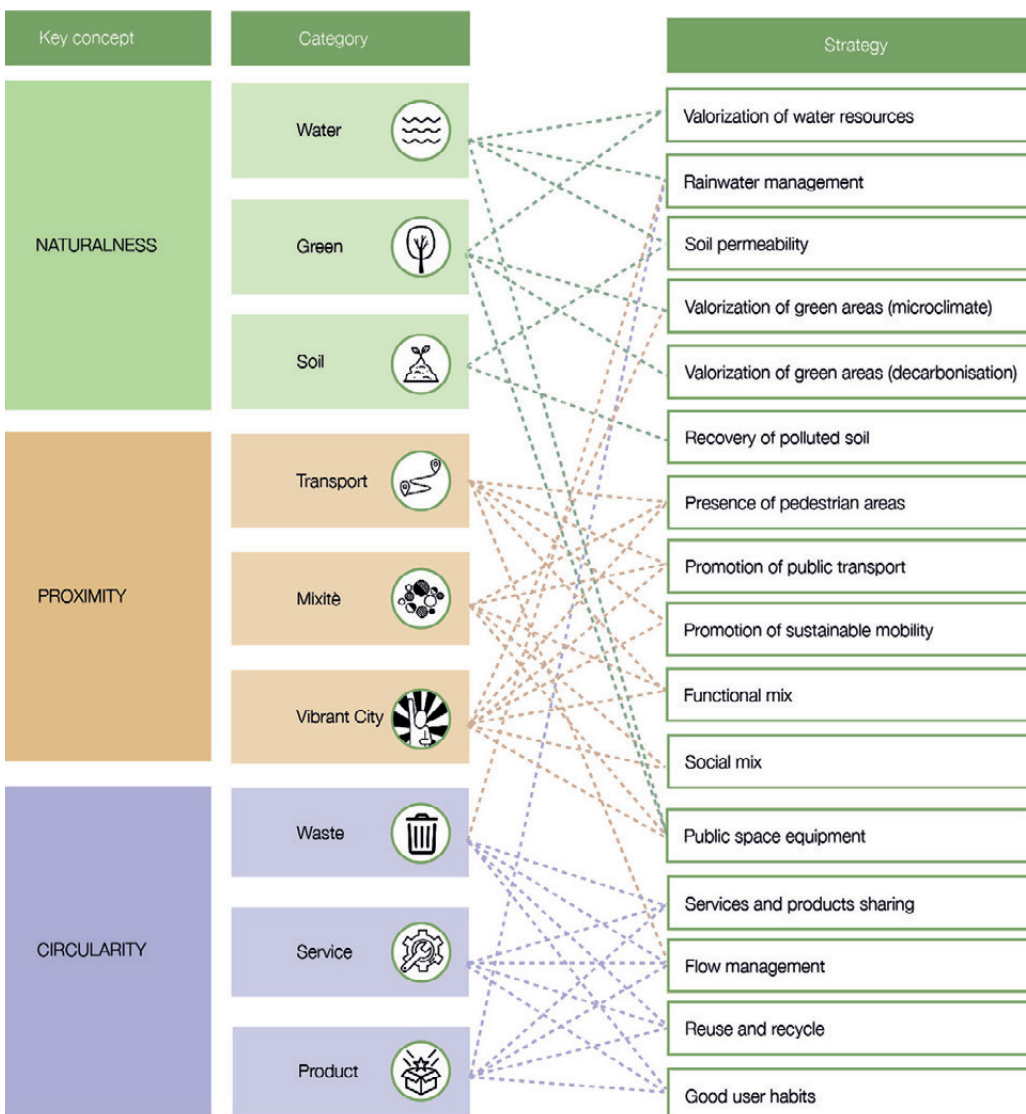 Key concept
Category
Strategy
NATURALNESS
Water
Green
Soil
PROXIMITY
Transport
Mixitè
Vibrant City
CIRCULARITY
Waste
Service
Product
Valorization of water resources
Rainwater management
Soil permeability
Valorization of green areas (microclimate)
Valorization of green areas (decarbonisation)
Recovery of polluted soil
Presence of pedestrian areas
Promotion of public transport
Promotion of sustainable mobility
Functional mix
Social mix
Public space equipment
Services and products sharing
Flow management
Reuse and recycle
Good user habits